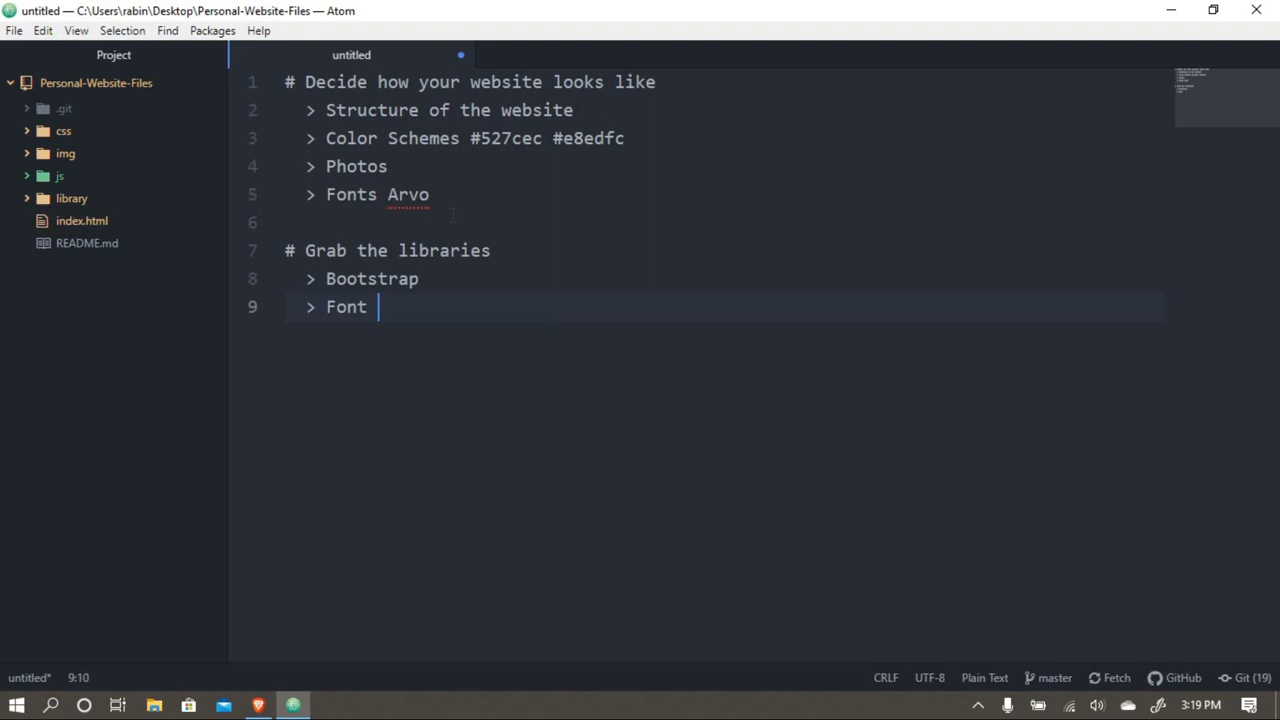 untitled — C:\Users\rabin\Desktop\Personal-Website-Files — Atom
File Edit View Selection Find Packages Help
Project
untitled
Personal-Website-Files
.git
css
img
js
library
index.html
README.md
1 # Decide how your website looks like
2 > Structure of the website
3 > Color Schemes #527cec #e8edfc
4 > Photos
5 > Fonts Arvo
6
7 # Grab the libraries
8 > Bootstrap
9 > Font
untitled* 9:10 CRLF UTF-8 Plain Text master Fetch GitHub Git (19)
3:19 PM